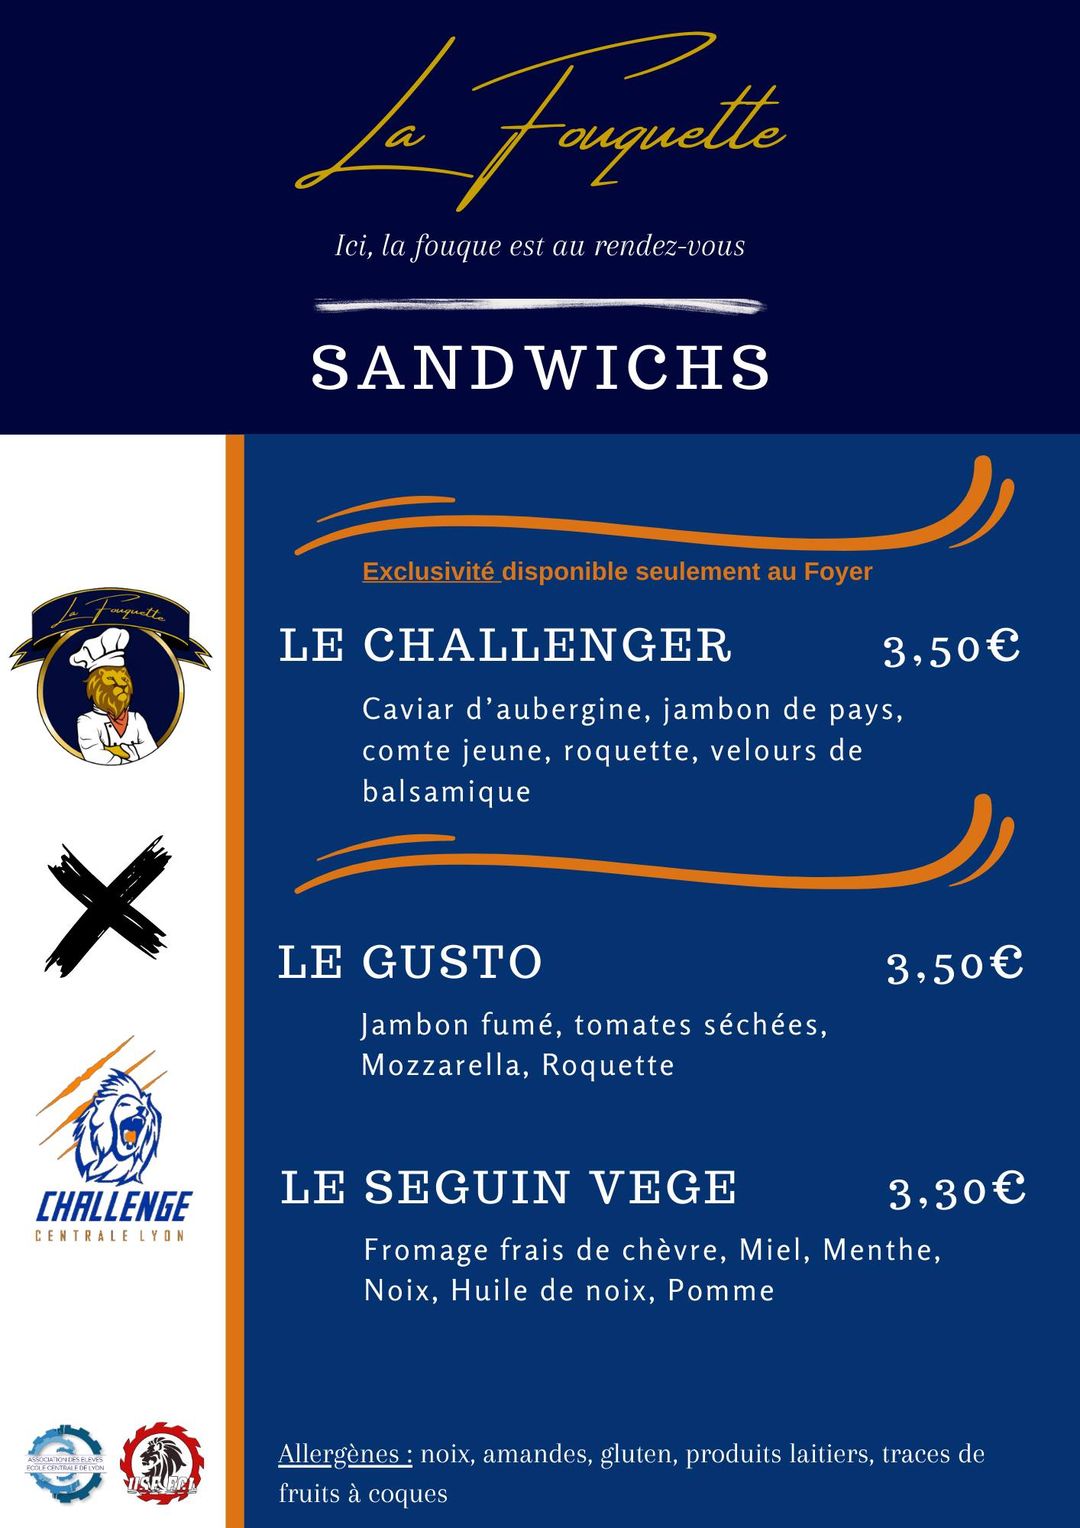 La Fouquette
Ici, la fouque est au rendez-vous
SANDWICHS
Exclusivité disponible seulement au Foyer
LE CHALLENGER 3,50€
Caviar d’aubergine, jambon de pays,
comte jeune, roquette, velours de
balsamique
La Fouquette
LE GUSTO 3,50€
Jambon fumé, tomates séchées,
Mozzarella, Roquette
CHALLENGE
CENTRALE LYON
LE SEGUIN VEGE 3,30€
Fromage frais de chèvre, Miel, Menthe,
Noix, Huile de noix, Pomme
ASSOCIATION DES ELEVES
ECOLE CENTRALE DE LYON
Allergènes : noix, amandes, gluten, produits laitiers, traces de
fruits à coques